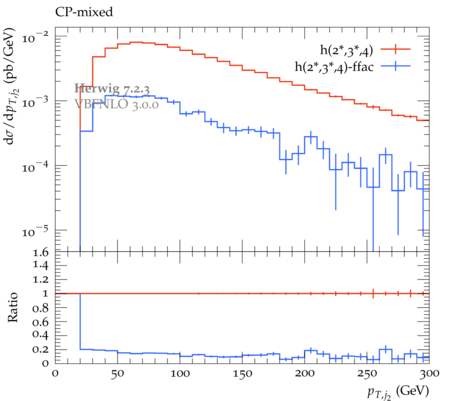 CP-mixed
dσ/dp_T,j₂ (pb/GeV)
10⁻²
10⁻³
10⁻⁴
10⁻⁵
h(2*,3*,4)
h(2*,3*,4)-ffac
Herwig 7.2.3
VBFNLO 3.0.0
Ratio
1.6
1.4
1.2
1
0.8
0.6
0.4
0.2
0
0 50 100 150 200 250 300
p_T,j₂ (GeV)